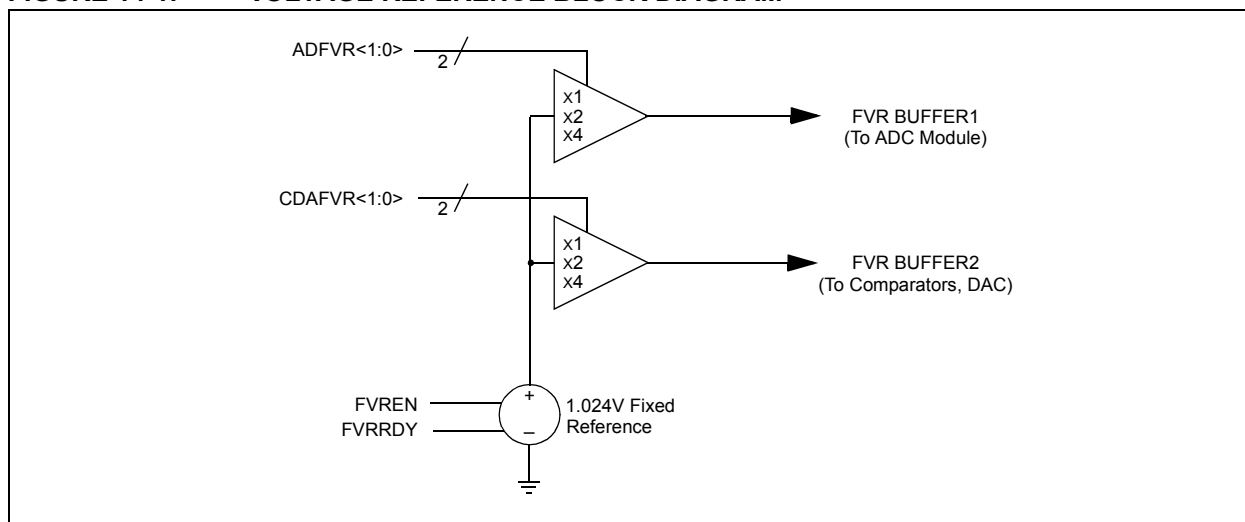 ADFVR<1:0>
2
X1
X2
X4
FVR BUFFER1
(To ADC Module)
CDAFVR<1:0>
2
X1
X2
X4
FVR BUFFER2
(To Comparators, DAC)
FVREN
FVRRDY
+
–
1.024V Fixed
Reference